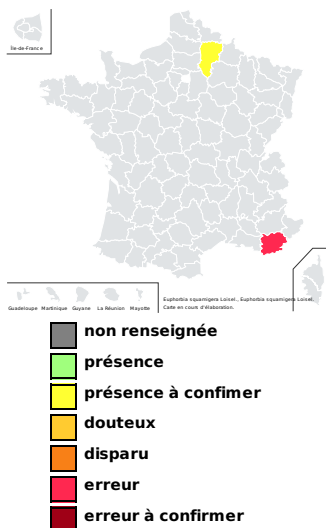 Île-de-France
Guadeloupe Martinique Guyane La Réunion Mayotte
Euphorbia squamigera Loisel., Euphorbia squamigera Loisel.
Carte en cours d'élaboration.
non renseignée
présence
présence à confimer
douteux
disparu
erreur
erreur à confirmer